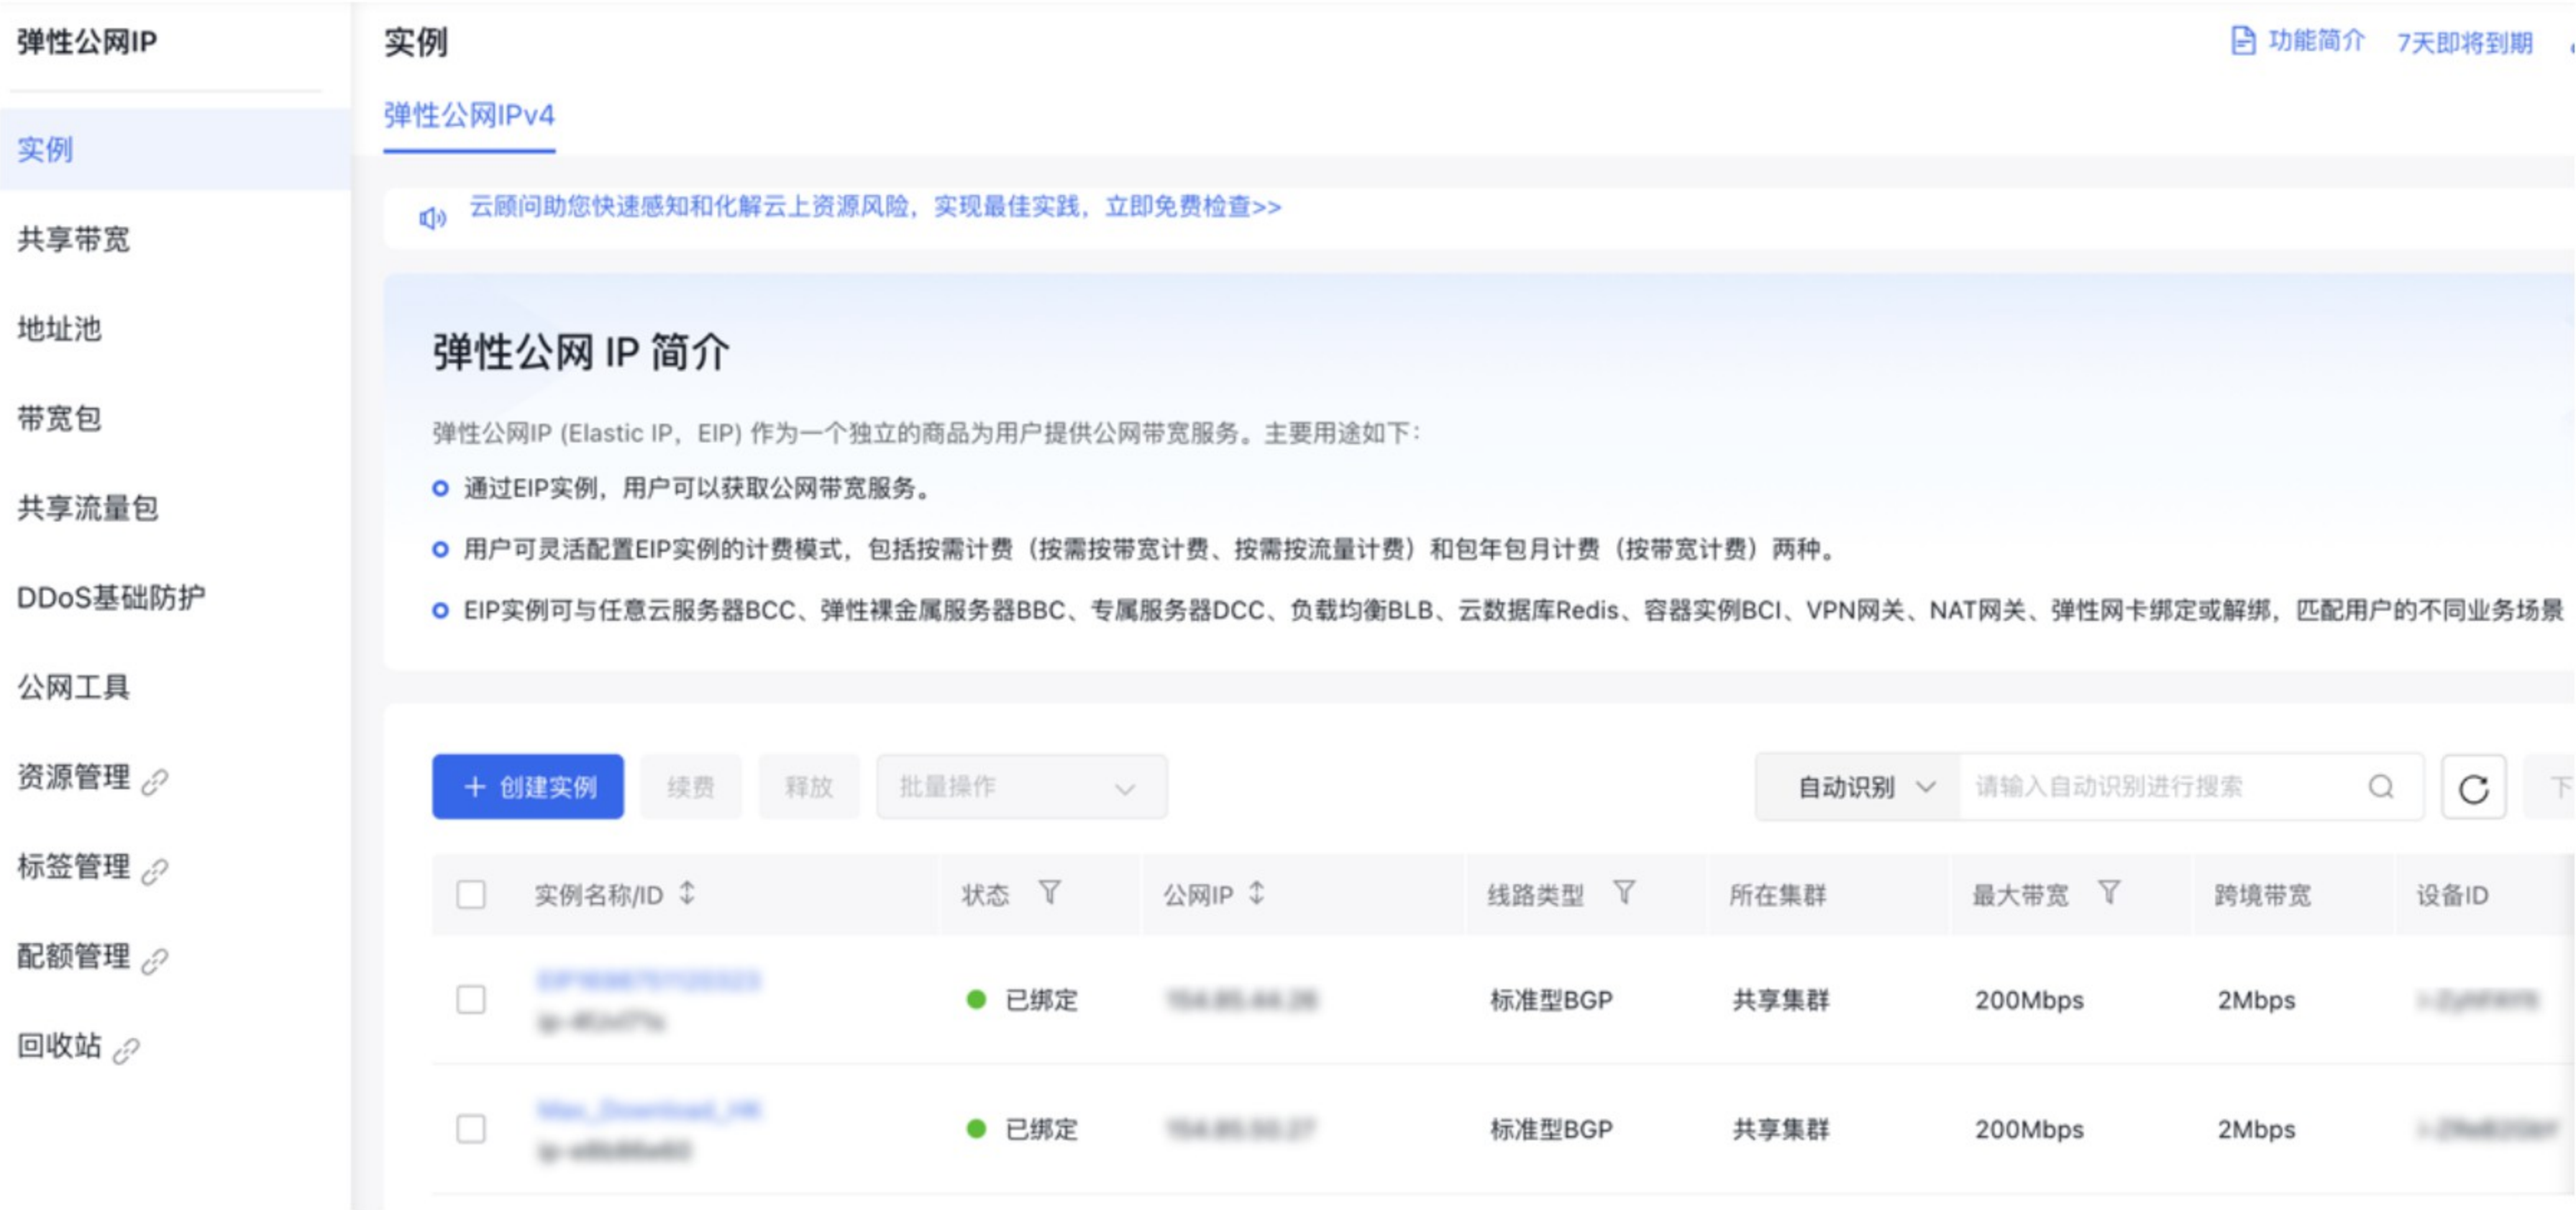 弹性公网IP
实例
共享带宽
地址池
带宽包
共享流量包
DDoS基础防护
公网工具
资源管理
标签管理
配额管理
回收站
实例
功能简介 7天即将到期
弹性公网IPv4
云顾问助您快速感知和化解云上资源风险，实现最佳实践，立即免费检查>>
弹性公网 IP 简介
弹性公网IP (Elastic IP，EIP) 作为一个独立的商品为用户提供公网带宽服务。主要用途如下：
通过EIP实例，用户可以获取公网带宽服务。
用户可灵活配置EIP实例的计费模式，包括按需计费（按需按带宽计费、按需按流量计费）和包年包月计费（按带宽计费）两种。
EIP实例可与任意云服务器BCC、弹性裸金属服务器BBC、专属服务器DCC、负载均衡BLB、云数据库Redis、容器实例BCI、VPN网关、NAT网关、弹性网卡绑定或解绑，匹配用户的不同业务场景
+ 创建实例 续费 释放 批量操作 自动识别 请输入自动识别进行搜索 下
实例名称/ID 状态 公网IP 线路类型 所在集群 最大带宽 跨境带宽 设备ID
已绑定 标准型BGP 共享集群 200Mbps 2Mbps
已绑定 标准型BGP 共享集群 200Mbps 2Mbps